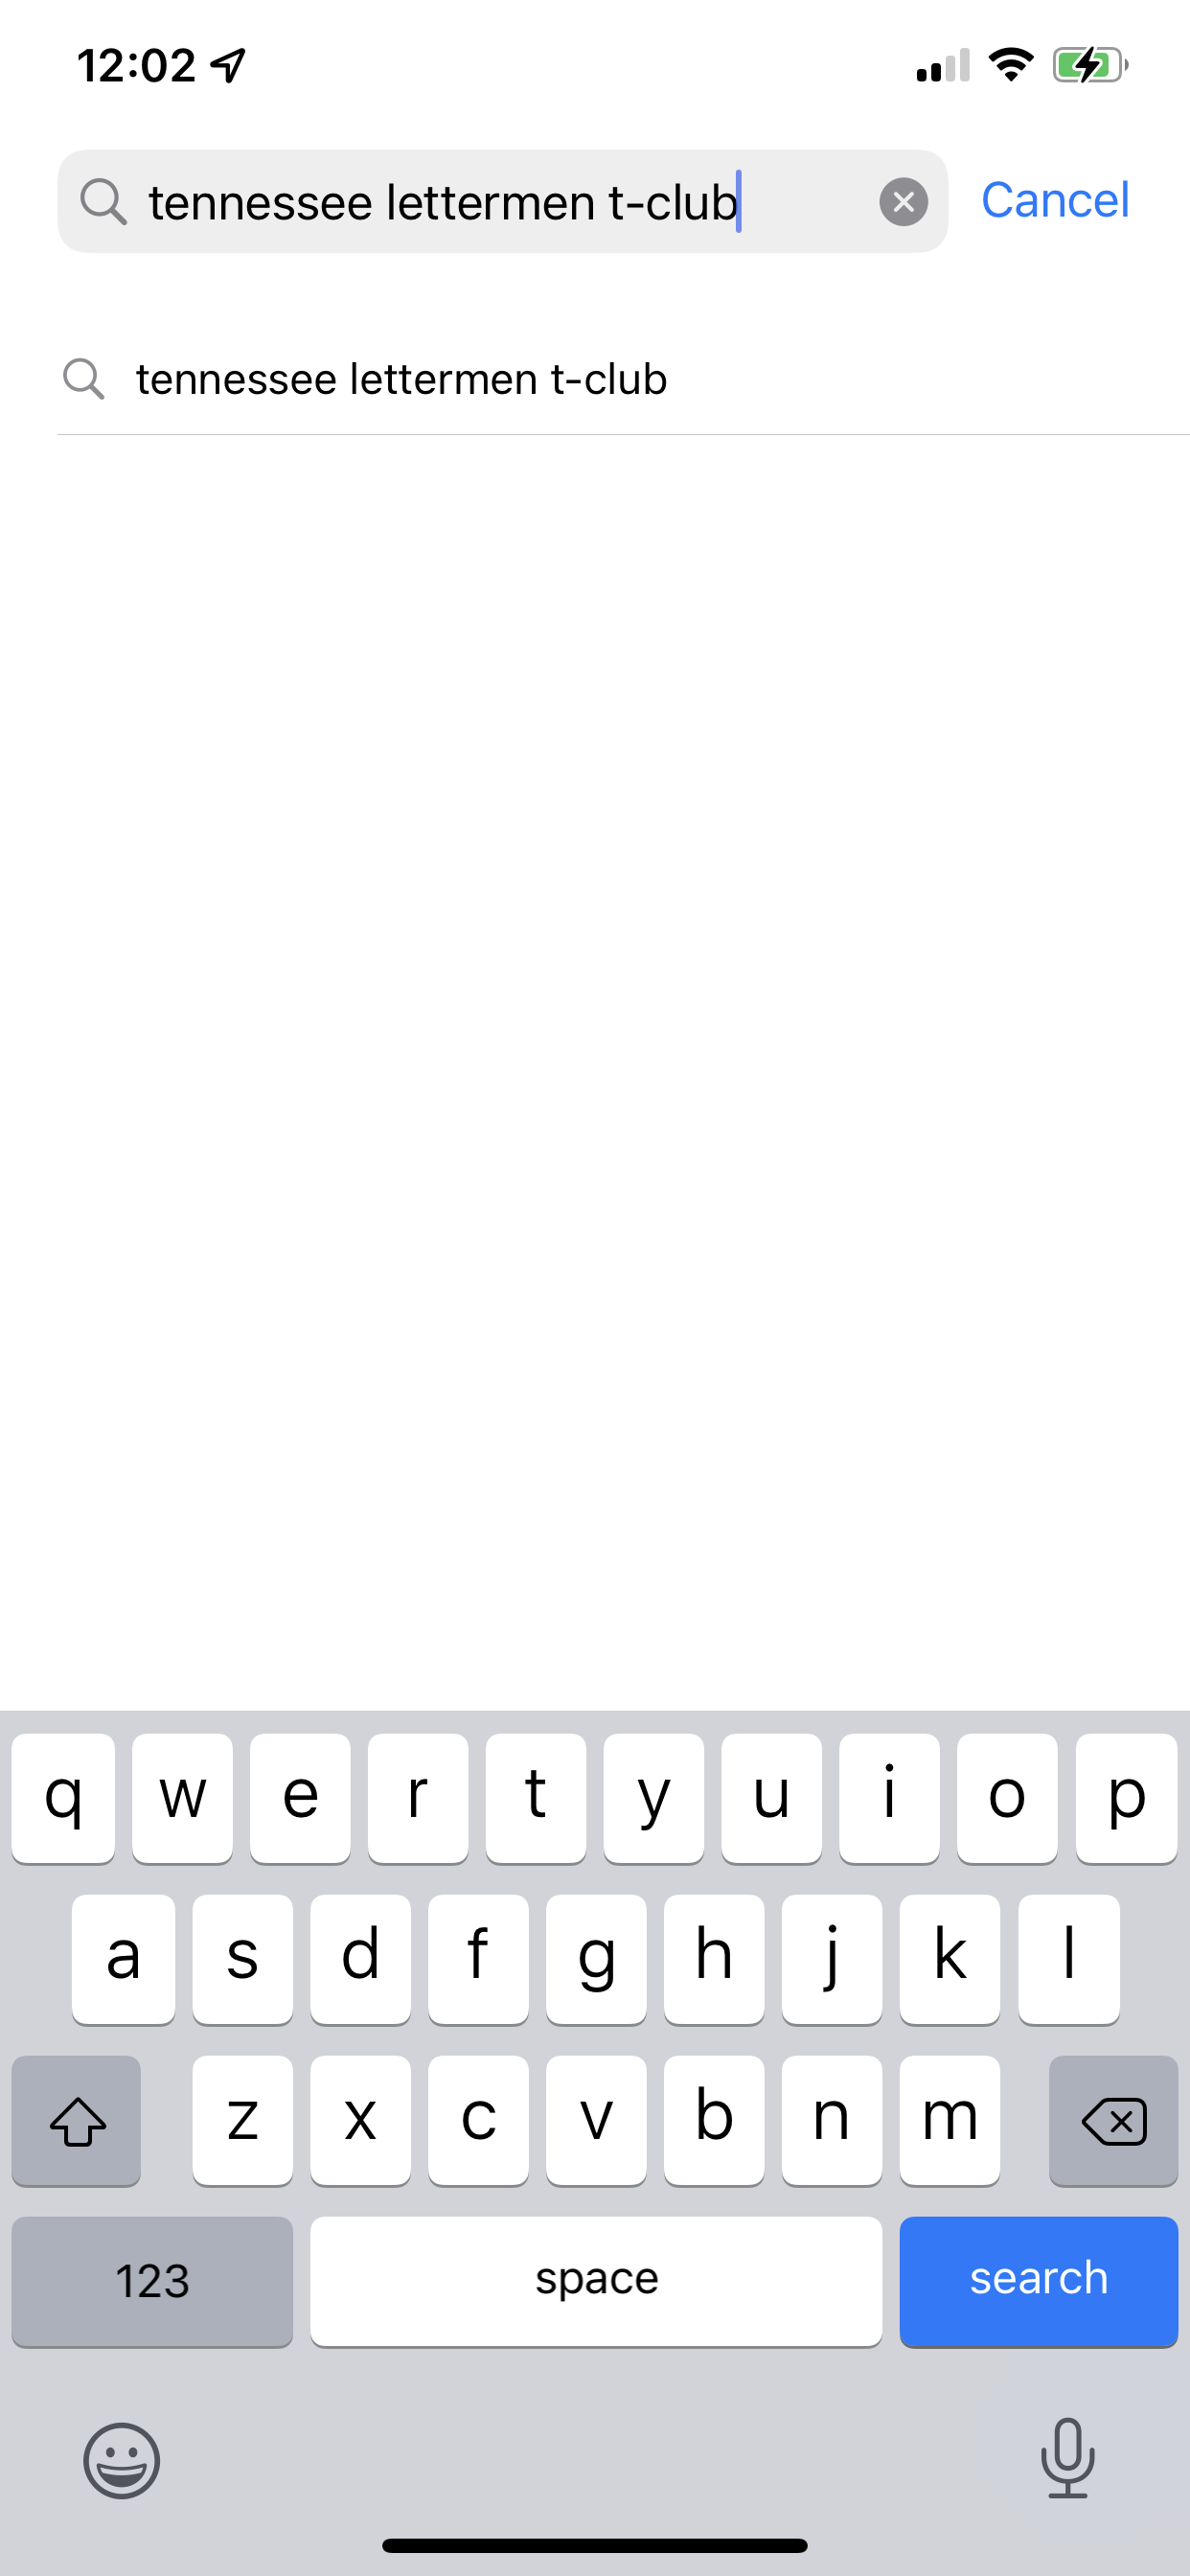 12:02
tennessee lettermen t-club
Cancel
tennessee lettermen t-club
q w e r t y u i o p
a s d f g h j k l
z x c v b n m
123 space search